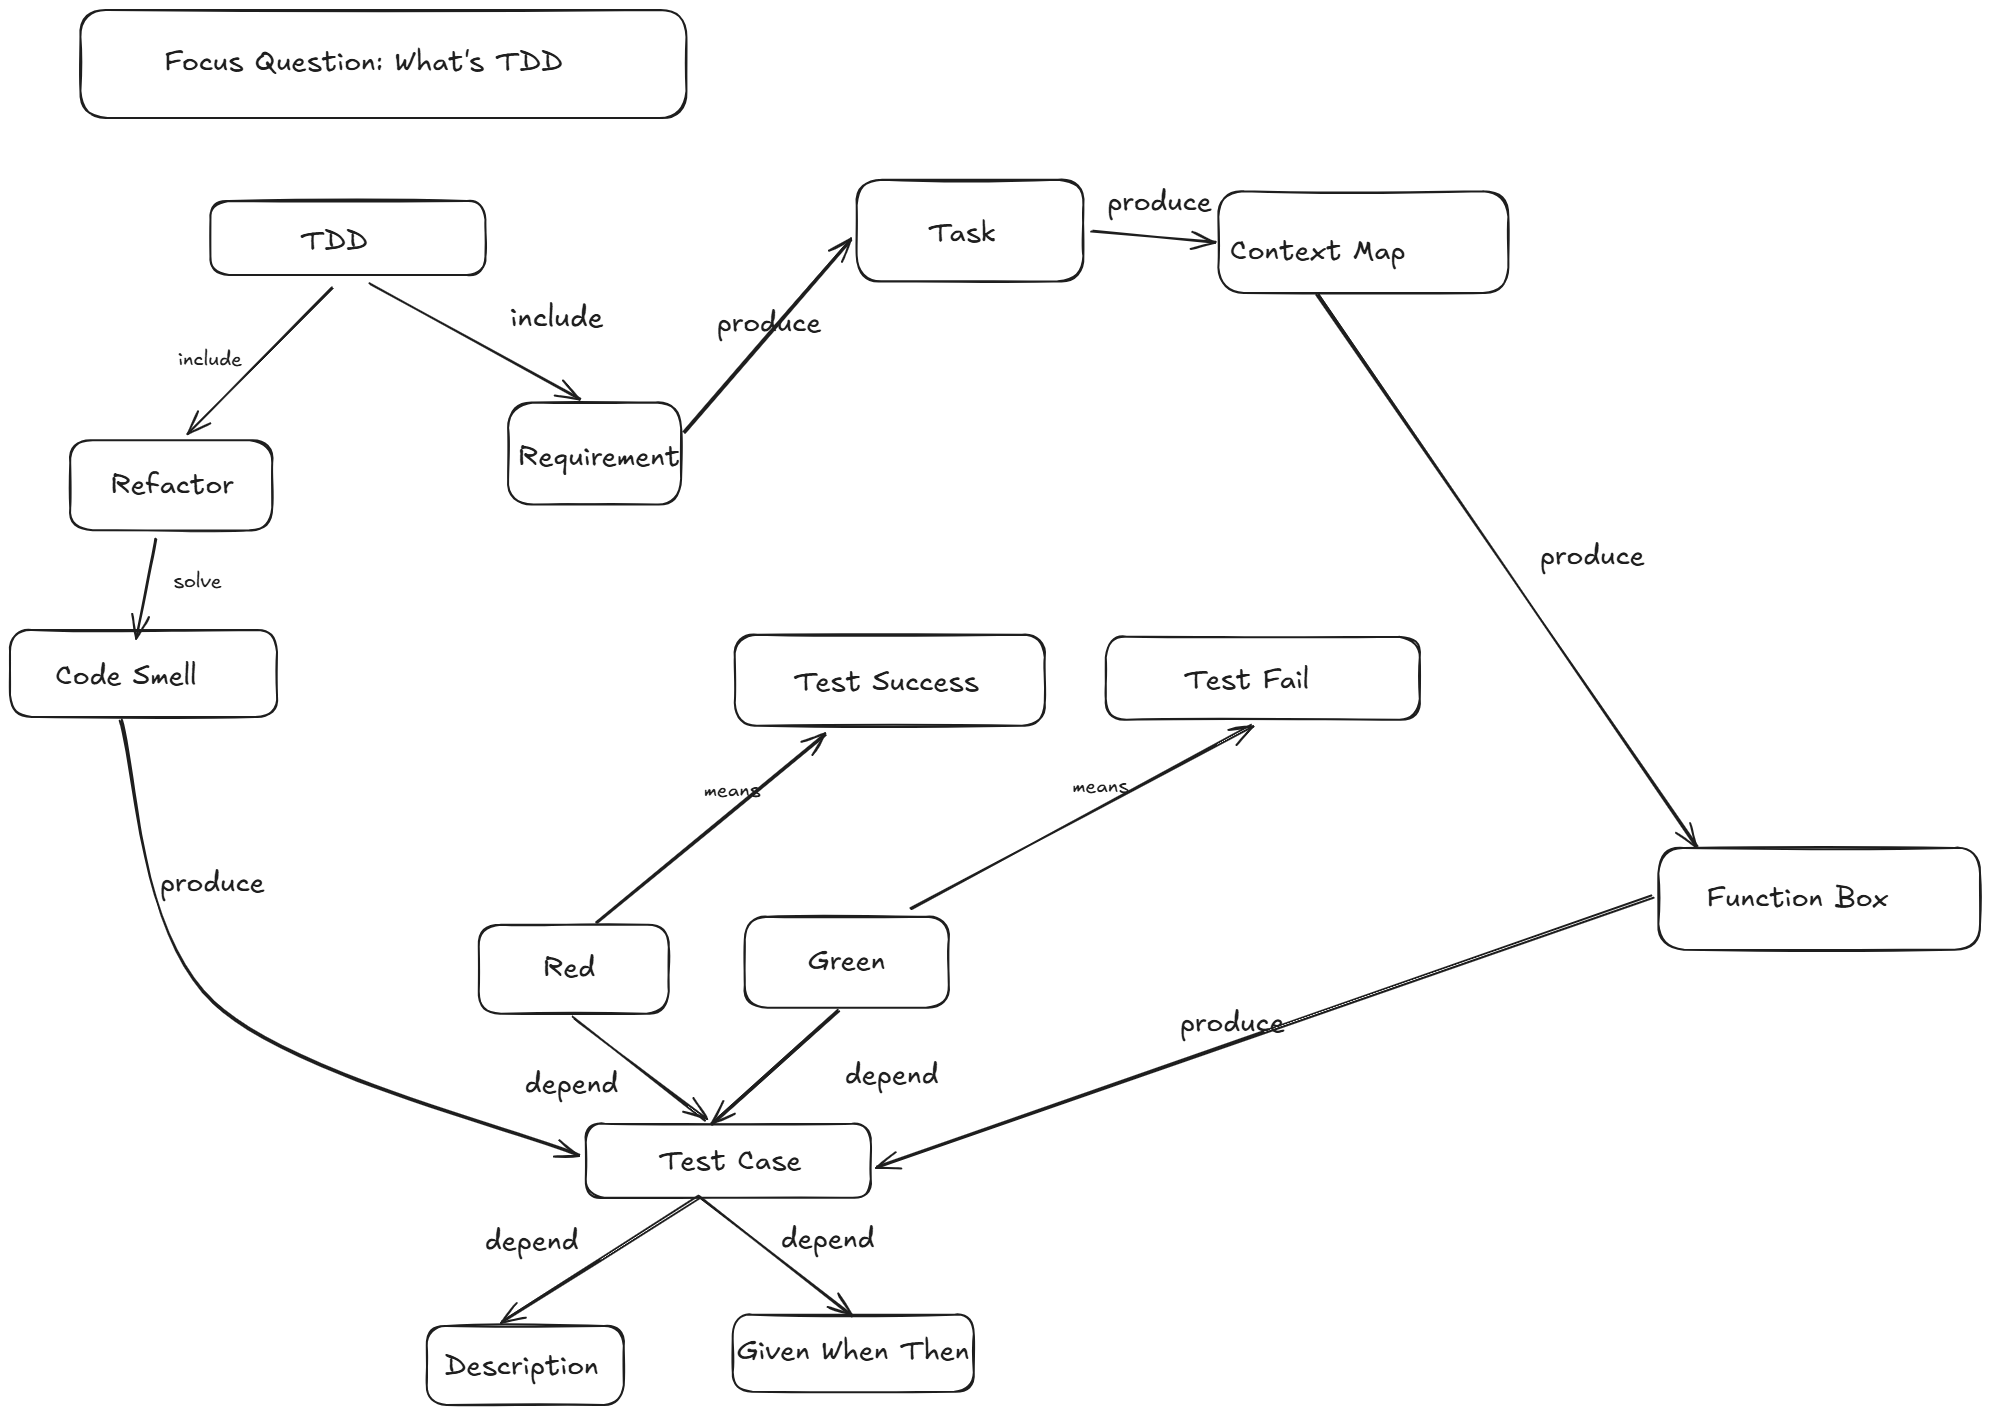 Focus Question: What's TDD
TDD
Task
produce
Context Map
include
produce
include
Requirement
Refactor
solve
produce
Code Smell
Test Success
Test Fail
means
means
produce
Red
Green
Function Box
produce
depend
depend
Test Case
depend
depend
Description
Given When Then